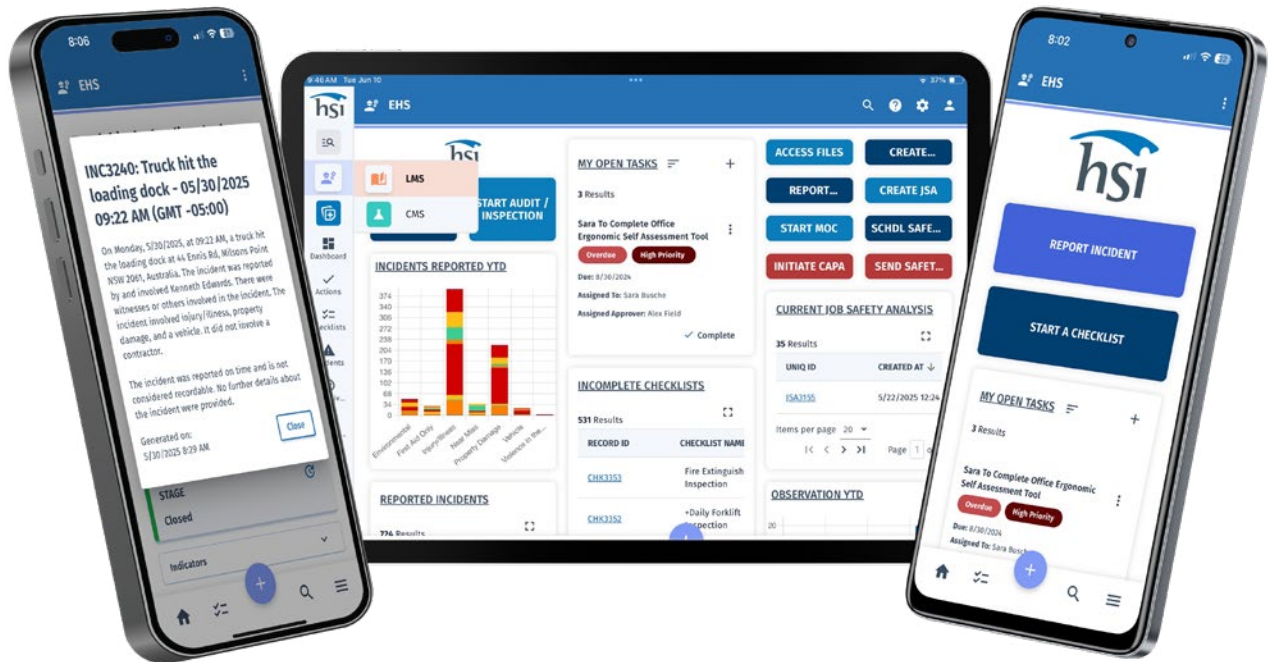 8:06
EHS
INC3240: Truck hit the
loading dock - 05/30/2025
09:22 AM (GMT -05:00)
On Monday, 5/30/2025, at 09:22 AM, a truck hit
the loading dock at 44 Ennis Rd, Milsons Point
NSW 2061, Australia. The incident was reported
by and involved Kenneth Edwards. There were
witnesses or others involved in the incident. The
incident involved injury/illness, property
damage, and a vehicle. It did not involve a
contractor.
The incident was reported on time and is not
considered recordable. No further details about
the incident were provided.
Generated on:
5/30/2025 8:29 AM
Close
STAGE
Closed
Indicators
9:46 AM Tue Jun 10
37%
hsi
EHS
LMS
CMS
Dashboard
Actions
hsi
START AUDIT /
INSPECTION
INCIDENTS REPORTED YTD
374
340
306
272
238
204
170
136
102
68
34
0
Environmental
First Aid Only
Injury/Illness
Near Miss
Property Damage
Vehicle
Violence in the...
REPORTED INCIDENTS
724 Results
MY OPEN TASKS
3 Results
Sara To Complete Office
Ergonomic Self Assessment Tool
Overdue High Priority
Due: 8/30/2024
Assigned To: Sara Busche
Assigned Approver: Alex Field
Complete
INCOMPLETE CHECKLISTS
531 Results
RECORD ID CHECKLIST NAME
CHK3353 Fire Extinguish
Inspection
CHK3352 +Daily Forklift
Inspection
ACCESS FILES CREATE...
REPORT... CREATE JSA
START MOC SCHDL SAFE...
INITIATE CAPA SEND SAFET...
CURRENT JOB SAFETY ANALYSIS
35 Results
UNIQ ID CREATED AT
JSA3155 5/22/2025 12:24
Items per page 20
Page 1
OBSERVATION YTD
20
8:02
EHS
hsi
REPORT INCIDENT
START A CHECKLIST
MY OPEN TASKS
3 Results
Sara To Complete Office Ergonomic
Self Assessment Tool
Overdue High Priority
Due: 8/30/2024
Assigned To: Sara Busche